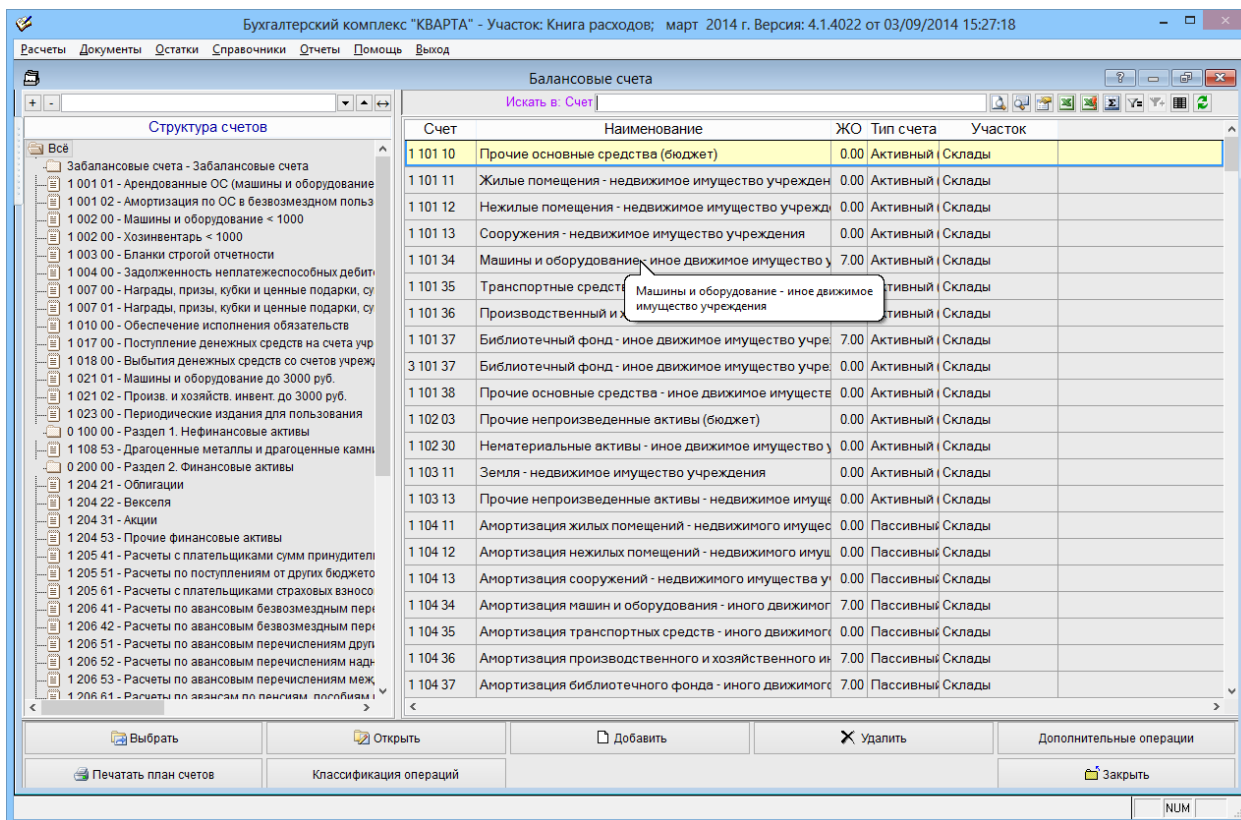 Бухгалтерский комплекс "КВАРТА" - Участок: Книга расходов; март 2014 г. Версия: 4.1.4022 от 03/09/2014 15:27:18
Расчеты Документы Остатки Справочники Отчеты Помощь Выход
Балансовые счета
+ - Искать в: Счет
Структура счетов
Всё
Забалансовые счета - Забалансовые счета
1 001 01 - Арендованные ОС (машины и оборудование
1 001 02 - Амортизация по ОС в безвозмездном польз
1 002 00 - Машины и оборудование < 1000
1 002 00 - Хозинвентарь < 1000
1 003 00 - Бланки строгой отчетности
1 004 00 - Задолженность неплатежеспособных дебит
1 007 00 - Награды, призы, кубки и ценные подарки, су
1 007 01 - Награды, призы, кубки и ценные подарки, су
1 010 00 - Обеспечение исполнения обязательств
1 017 00 - Поступление денежных средств на счета учр
1 018 00 - Выбытия денежных средств со счетов учреж
1 021 01 - Машины и оборудование до 3000 руб.
1 021 02 - Произв. и хозяйств. инвент. до 3000 руб.
1 023 00 - Периодические издания для пользования
0 100 00 - Раздел 1. Нефинансовые активы
1 108 53 - Драгоценные металлы и драгоценные камн
0 200 00 - Раздел 2. Финансовые активы
1 204 21 - Облигации
1 204 22 - Векселя
1 204 31 - Акции
1 204 53 - Прочие финансовые активы
1 205 41 - Расчеты с плательщиками сумм принудител
1 205 51 - Расчеты по поступлениям от других бюджето
1 205 61 - Расчеты с плательщиками страховых взносо
1 206 41 - Расчеты по авансовым безвозмездным пер
1 206 42 - Расчеты по авансовым безвозмездным пер
1 206 51 - Расчеты по авансовым перечислениям друг
1 206 52 - Расчеты по авансовым перечислениям надн
1 206 53 - Расчеты по авансовым перечислениям меж
1 206 61 - Расчеты по авансам по пенсиям, пособиям
Счет Наименование ЖО Тип счета Участок
1 101 10 Прочие основные средства (бюджет) 0.00 Активный Склады
1 101 11 Жилые помещения - недвижимое имущество учрежден 0.00 Активный Склады
1 101 12 Нежилые помещения - недвижимое имущество учрежд 0.00 Активный Склады
1 101 13 Сооружения - недвижимое имущество учреждения 0.00 Активный Склады
1 101 34 Машины и оборудование - иное движимое имущество у 7.00 Активный Склады
1 101 35 Транспортные средств тивный Склады
Машины и оборудование - иное движимое
имущество учреждения
1 101 36 Производственный и х тивный Склады
1 101 37 Библиотечный фонд - иное движимое имущество учре 7.00 Активный Склады
3 101 37 Библиотечный фонд - иное движимое имущество учре 0.00 Активный Склады
1 101 38 Прочие основные средства - иное движимое имуществ 0.00 Активный Склады
1 102 03 Прочие непроизведенные активы (бюджет) 0.00 Активный Склады
1 102 30 Нематериальные активы - иное движимое имущество у 0.00 Активный Склады
1 103 11 Земля - недвижимое имущество учреждения 0.00 Активный Склады
1 103 13 Прочие непроизведенные активы - недвижимое имуще 0.00 Активный Склады
1 104 11 Амортизация жилых помещений - недвижимого имущес 0.00 Пассивный Склады
1 104 12 Амортизация нежилых помещений - недвижимого имущ 0.00 Пассивный Склады
1 104 13 Амортизация сооружений - недвижимого имущества у 0.00 Пассивный Склады
1 104 34 Амортизация машин и оборудования - иного движимог 7.00 Пассивный Склады
1 104 35 Амортизация транспортных средств - иного движимог 0.00 Пассивный Склады
1 104 36 Амортизация производственного и хозяйственного ин 7.00 Пассивный Склады
1 104 37 Амортизация библиотечного фонда - иного движимого 7.00 Пассивный Склады
Выбрать Открыть Добавить Удалить Дополнительные операции
Печатать план счетов Классификация операций Закрыть
NUM